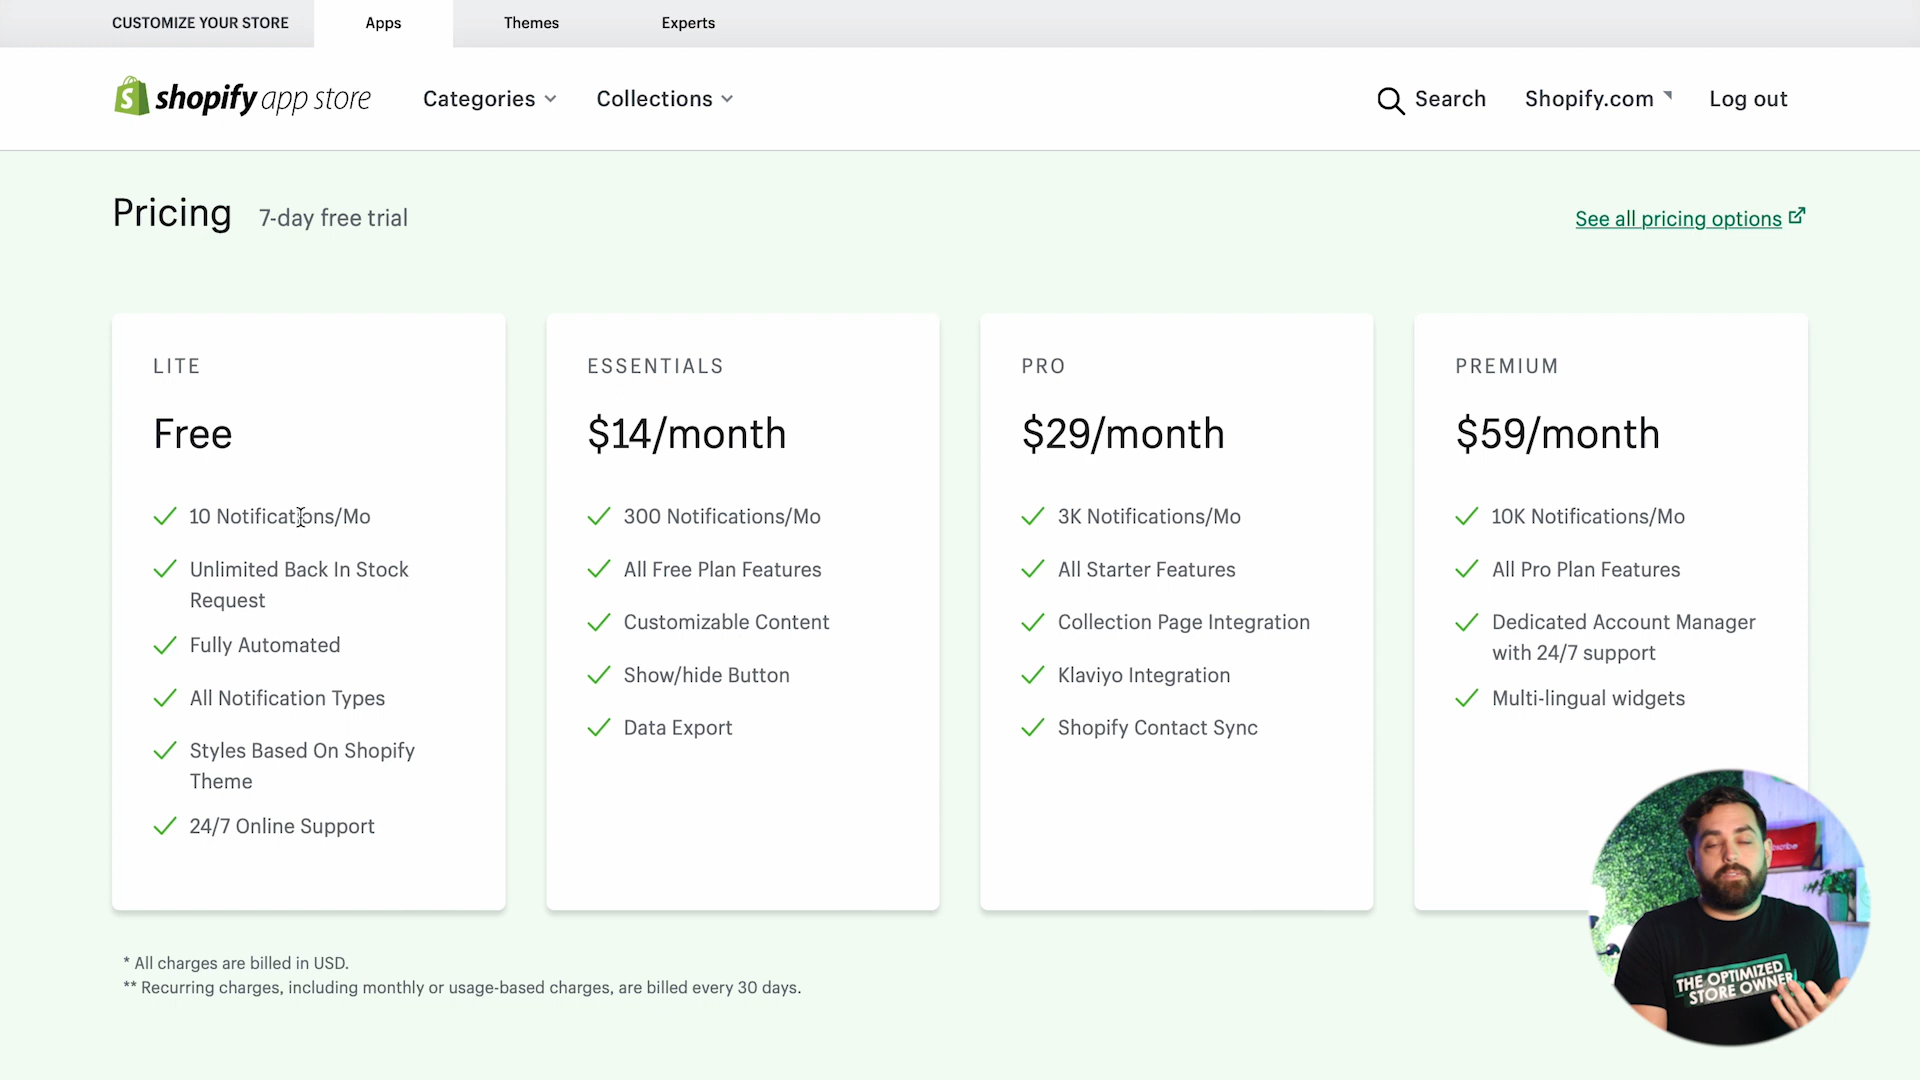 CUSTOMIZE YOUR STORE Apps Themes Experts
shopify app store Categories Collections Search Shopify.com Log out
Pricing 7-day free trial See all pricing options
LITE
Free
10 Notifications/Mo
Unlimited Back In Stock
Request
Fully Automated
All Notification Types
Styles Based On Shopify
Theme
24/7 Online Support
ESSENTIALS
$14/month
300 Notifications/Mo
All Free Plan Features
Customizable Content
Show/hide Button
Data Export
PRO
$29/month
3K Notifications/Mo
All Starter Features
Collection Page Integration
Klaviyo Integration
Shopify Contact Sync
PREMIUM
$59/month
10K Notifications/Mo
All Pro Plan Features
Dedicated Account Manager
with 24/7 support
Multi-lingual widgets
* All charges are billed in USD.
** Recurring charges, including monthly or usage-based charges, are billed every 30 days.
THE OPTIMIZED
STORE OWNER